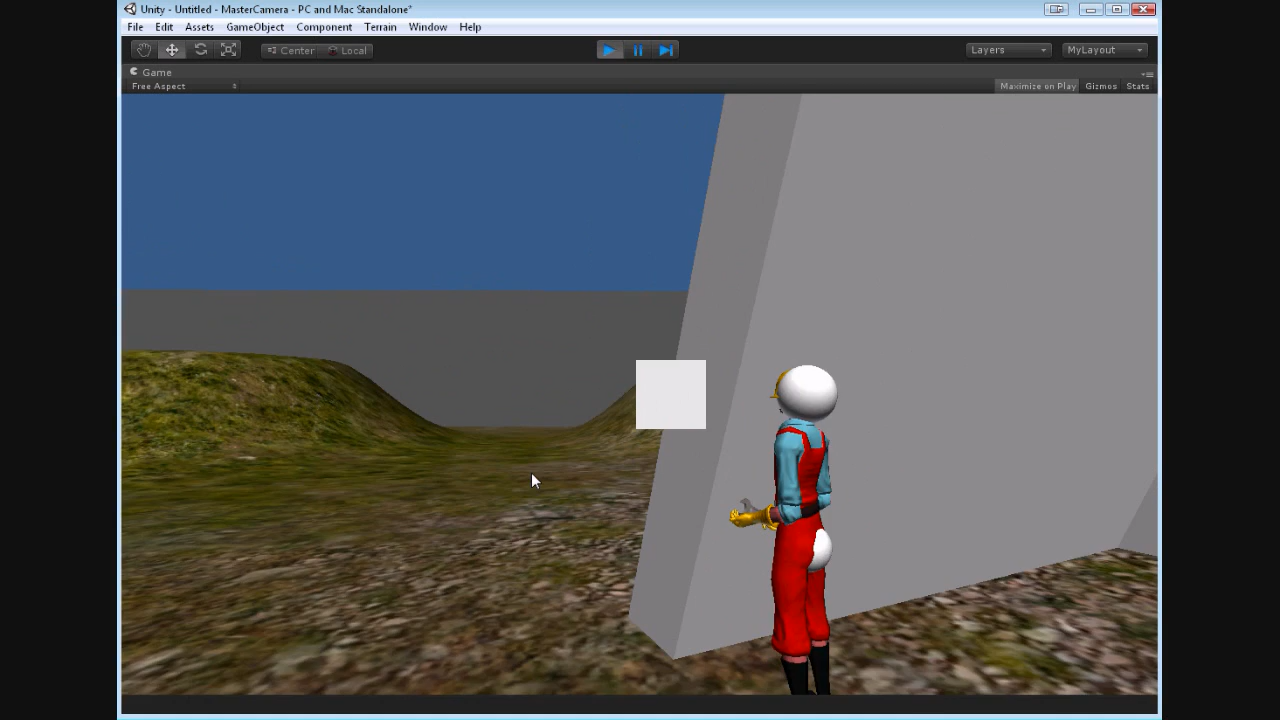 Unity - Untitled - MasterCamera - PC and Mac Standalone*
File Edit Assets GameObject Component Terrain Window Help
Center Local Layers MyLayout
Game
Free Aspect Maximize on Play Gizmos Stats